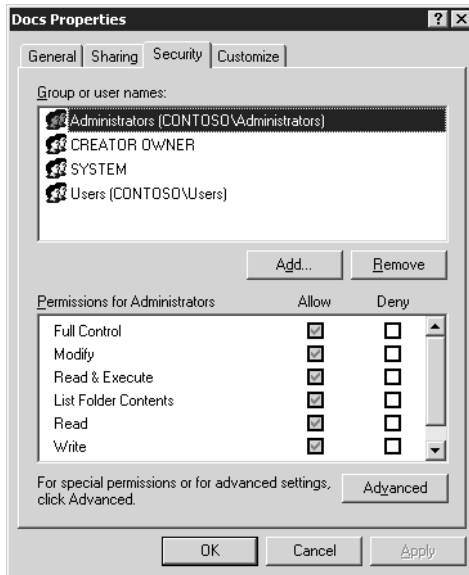 Docs Properties
General Sharing Security Customize
Group or user names:
Administrators (CONTOSO\Administrators)
CREATOR OWNER
SYSTEM
Users (CONTOSO\Users)
Add... Remove
Permissions for Administrators Allow Deny
Full Control
Modify
Read & Execute
List Folder Contents
Read
Write
For special permissions or for advanced settings, Advanced
click Advanced.
OK Cancel Apply